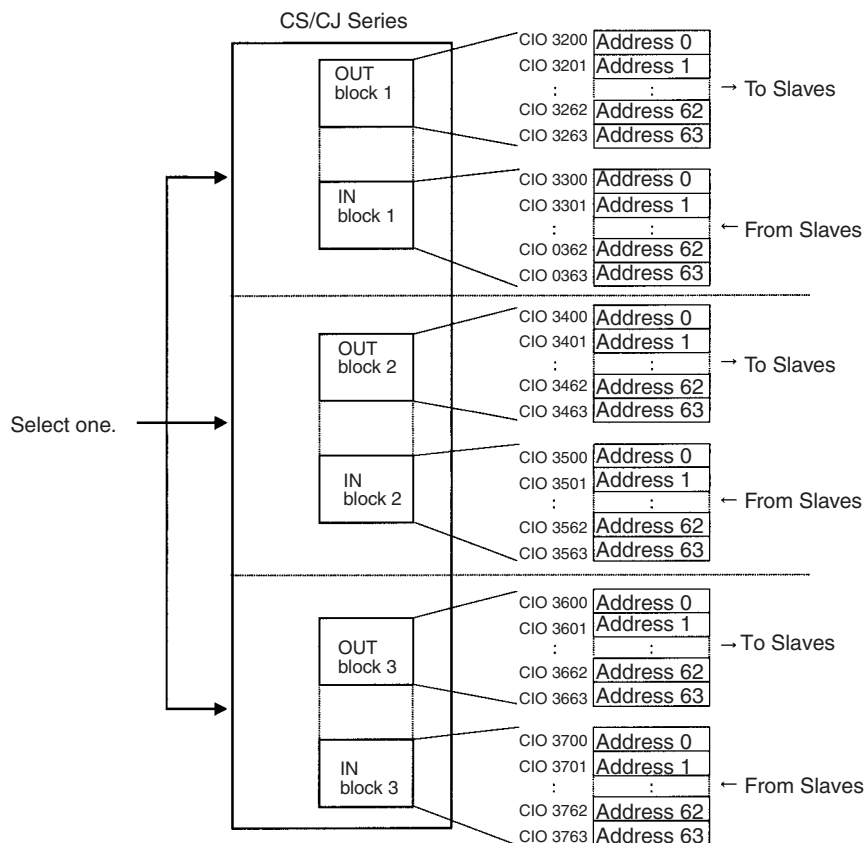 CS/CJ Series
OUT
block 1
CIO 3200 Address 0
CIO 3201 Address 1
: :
CIO 3262 Address 62
CIO 3263 Address 63
→ To Slaves
IN
block 1
CIO 3300 Address 0
CIO 3301 Address 1
: :
CIO 0362 Address 62
CIO 0363 Address 63
← From Slaves
OUT
block 2
CIO 3400 Address 0
CIO 3401 Address 1
: :
CIO 3462 Address 62
CIO 3463 Address 63
→ To Slaves
Select one.
IN
block 2
CIO 3500 Address 0
CIO 3501 Address 1
: :
CIO 3562 Address 62
CIO 3563 Address 63
← From Slaves
OUT
block 3
CIO 3600 Address 0
CIO 3601 Address 1
: :
CIO 3662 Address 62
CIO 3663 Address 63
→ To Slaves
IN
block 3
CIO 3700 Address 0
CIO 3701 Address 1
: :
CIO 3762 Address 62
CIO 3763 Address 63
← From Slaves